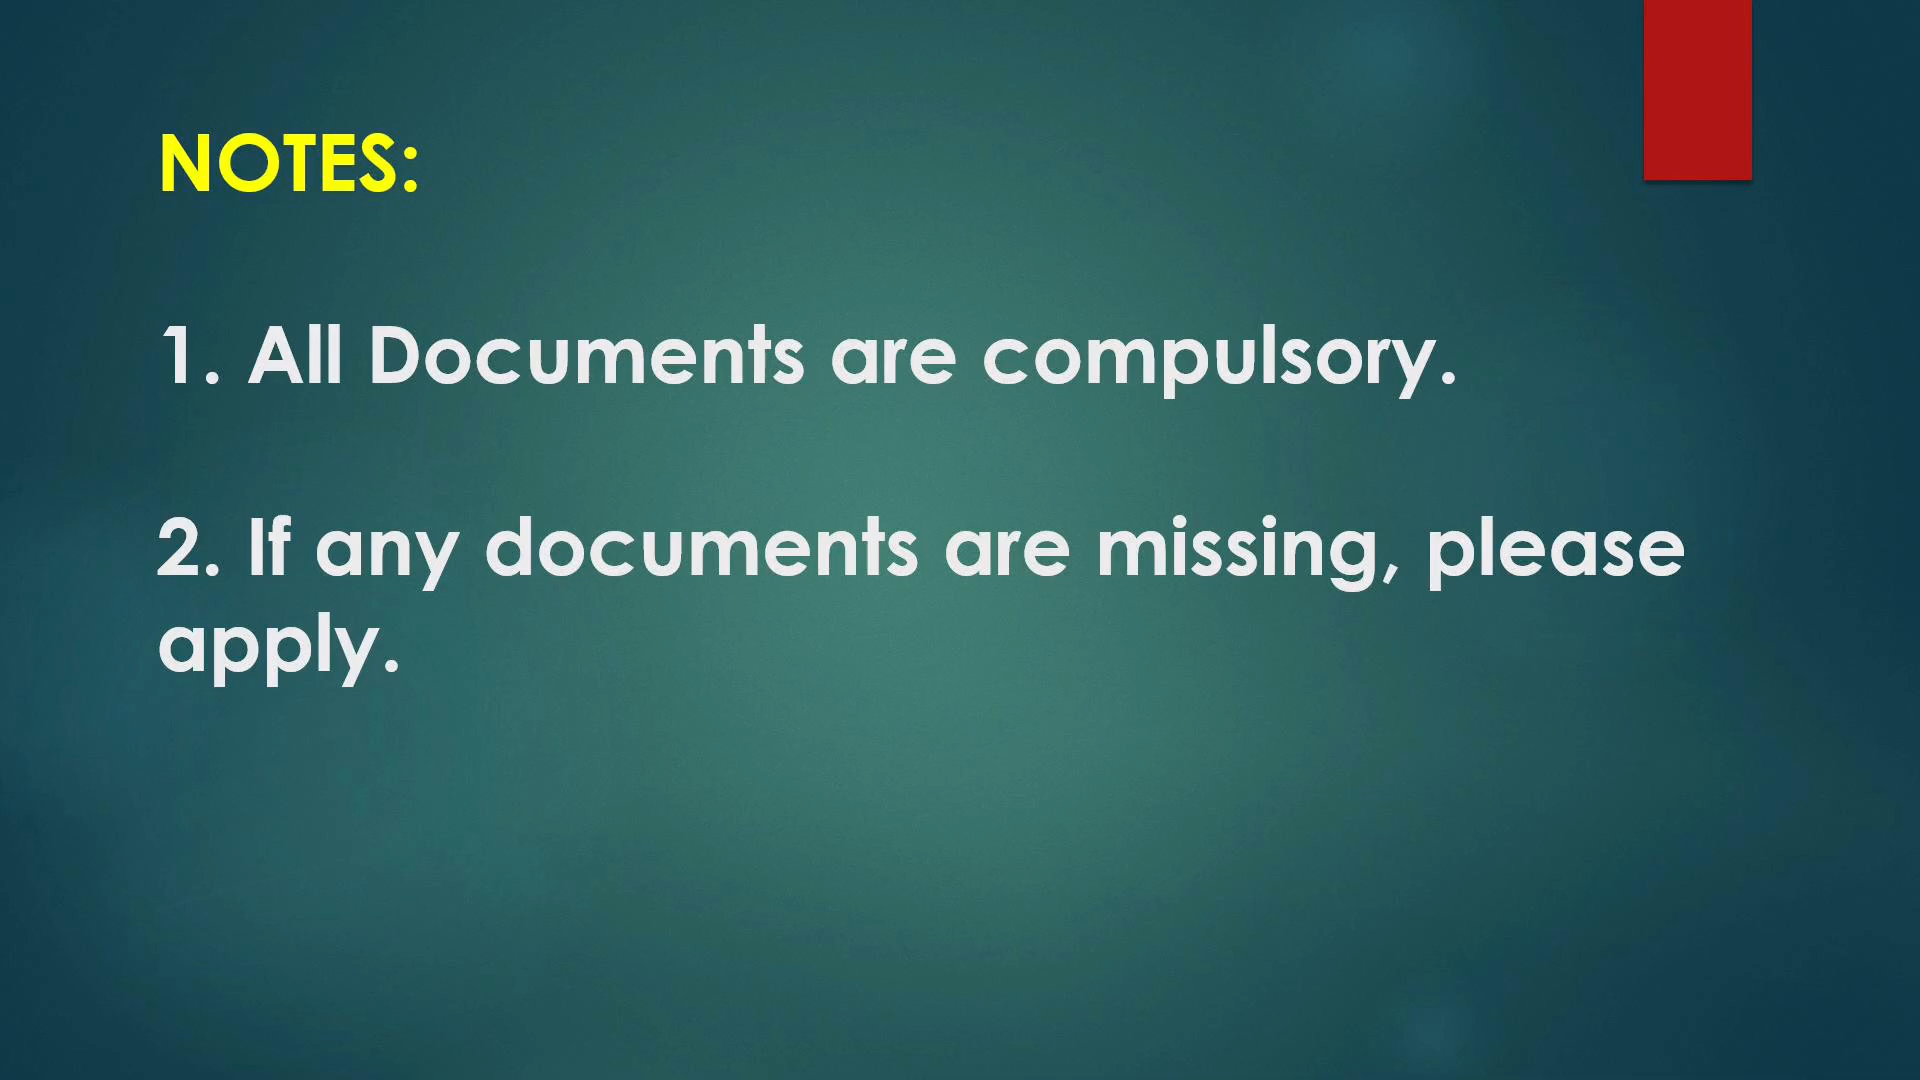 NOTES:
1. All Documents are compulsory.
2. If any documents are missing, please
apply.